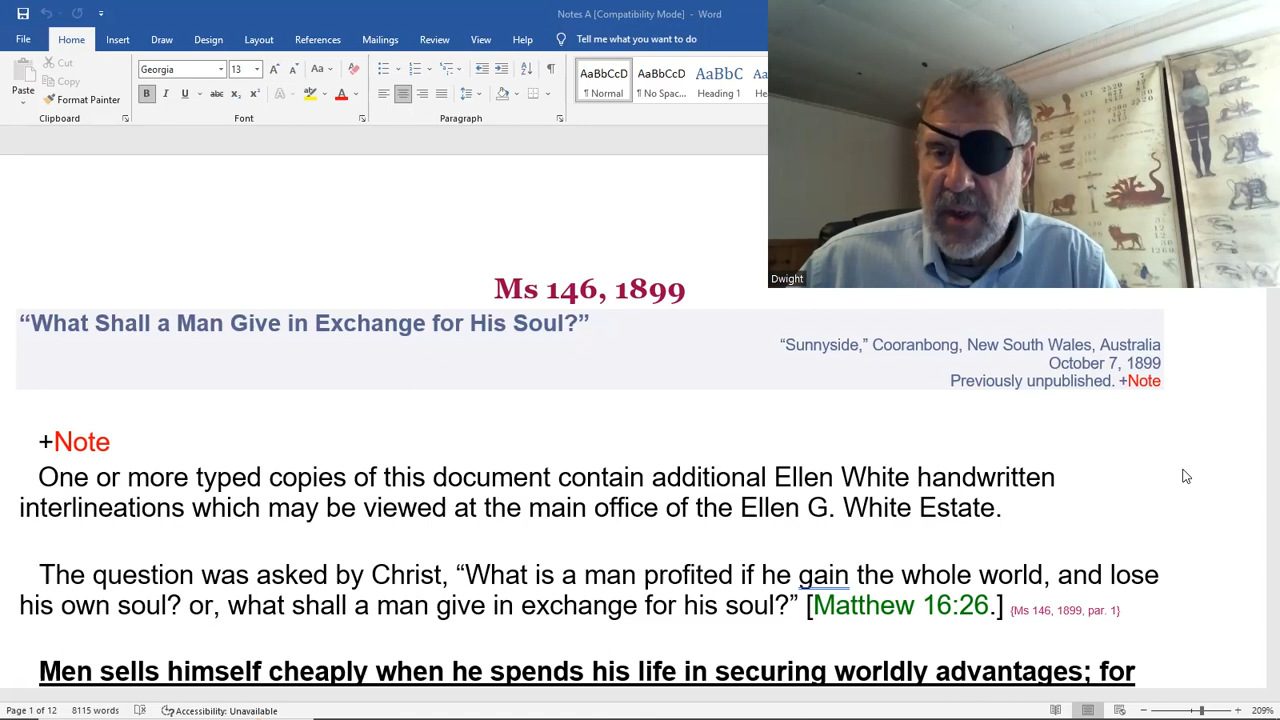 Notes A [Compatibility Mode] - Word
File Home Insert Draw Design Layout References Mailings Review View Help Tell me what you want to do
Cut
Copy
Paste
Format Painter
Georgia 13
AaBbCcD AaBbCcD AaBbC
¶ Normal ¶ No Spac... Heading 1
Clipboard Font Paragraph
Dwight
Ms 146, 1899
“What Shall a Man Give in Exchange for His Soul?”
“Sunnyside,” Cooranbong, New South Wales, Australia
October 7, 1899
Previously unpublished. +Note
+Note
One or more typed copies of this document contain additional Ellen White handwritten
interlineations which may be viewed at the main office of the Ellen G. White Estate.
The question was asked by Christ, “What is a man profited if he gain the whole world, and lose
his own soul? or, what shall a man give in exchange for his soul?” [Matthew 16:26.] {Ms 146, 1899, par. 1}
Men sells himself cheaply when he spends his life in securing worldly advantages; for
Page 1 of 12 8115 words Accessibility: Unavailable 209%